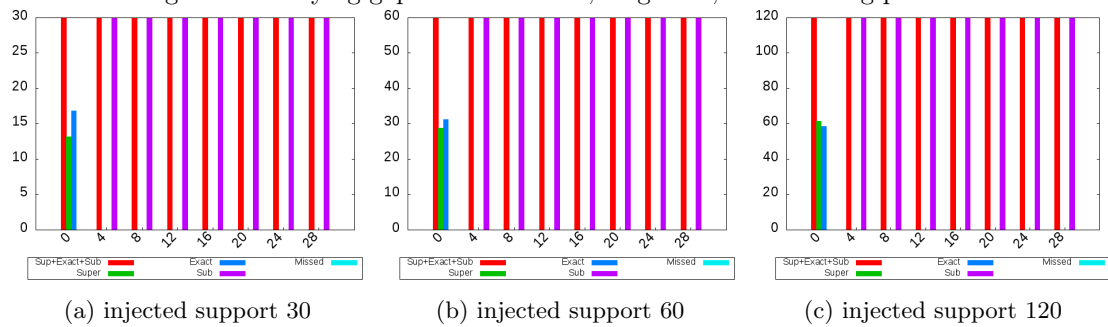 30
25
20
15
10
5
0
0 4 8 12 16 20 24 28
Sup+Exact+Sub Exact Missed
Super Sub
(a) injected support 30
60
50
40
30
20
10
0
0 4 8 12 16 20 24 28
Sup+Exact+Sub Exact Missed
Super Sub
(b) injected support 60
120
100
80
60
40
20
0
0 4 8 12 16 20 24 28
Sup+Exact+Sub Exact Missed
Super Sub
(c) injected support 120